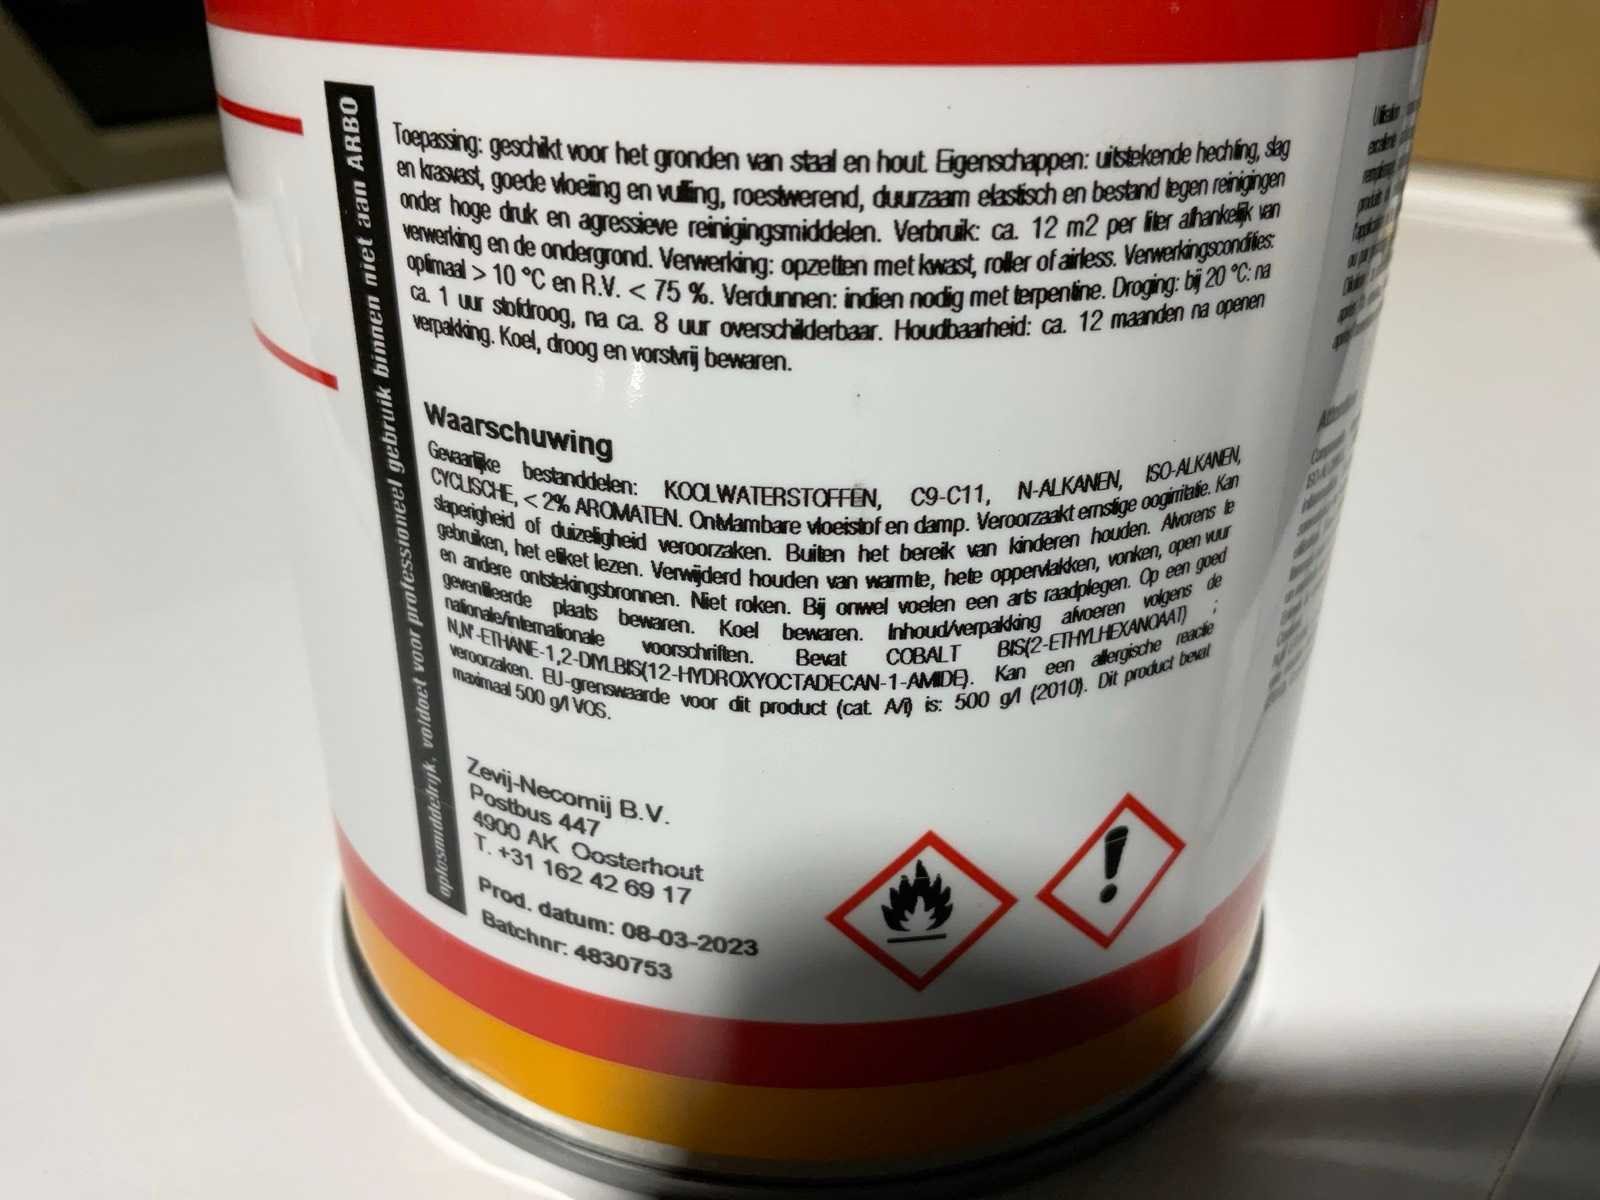 oplosmiddelrijk, voldoet voor professioneel gebruik binnen niet aan ARBO
Toepassing: geschikt voor het gronden van staal en hout. Eigenschappen: uitstekende hechting, slag
en krasvast, goede vloeiing en vulling, roestwerend, duurzaam elastisch en bestand tegen reinigingen
onder hoge druk en agressieve reinigingsmiddelen. Verbruik: ca. 12 m2 per liter afhankelijk van
verwerking en de ondergrond. Verwerking: opzetten met kwast, roller of airless. Verwerkingscondities:
optimaal > 10 °C en R.V. < 75 %. Verdunnen: indien nodig met terpentine. Droging: bij 20 °C: na
ca. 1 uur stofdroog, na ca. 8 uur overschilderbaar. Houdbaarheid: ca. 12 maanden na openen
verpakking. Koel, droog en vorstvrij bewaren.
Waarschuwing
Gevaarlijke bestanddelen: KOOLWATERSTOFFEN, C9-C11, N-ALKANEN, ISO-ALKANEN,
CYCLISCHE, < 2% AROMATEN. Ontvlambare vloeistof en damp. Veroorzaakt ernstige oogirritatie. Kan
slaperigheid of duizeligheid veroorzaken. Buiten het bereik van kinderen houden. Alvorens te
gebruiken, het etiket lezen. Verwijderd houden van warmte, hete oppervlakken, vonken, open vuur
en andere ontstekingsbronnen. Niet roken. Bij onwel voelen een arts raadplegen. Op een goed
geventileerde plaats bewaren. Koel bewaren. Inhoud/verpakking afvoeren volgens de
nationale/internationale voorschriften. Bevat COBALT BIS(2-ETHYLHEXANOAAT) ;
N,N'-ETHANE-1,2-DIYLBIS(12-HYDROXYOCTADECAN-1-AMIDE). Kan een allergische reactie
veroorzaken. EU-grenswaarde voor dit product (cat. A/i) is: 500 g/l (2010). Dit product bevat
maximaal 500 g/l VOS.
Zevij-Necomij B.V.
Postbus 447
4900 AK Oosterhout
T. +31 162 42 69 17
Prod. datum: 08-03-2023
Batchnr: 4830753